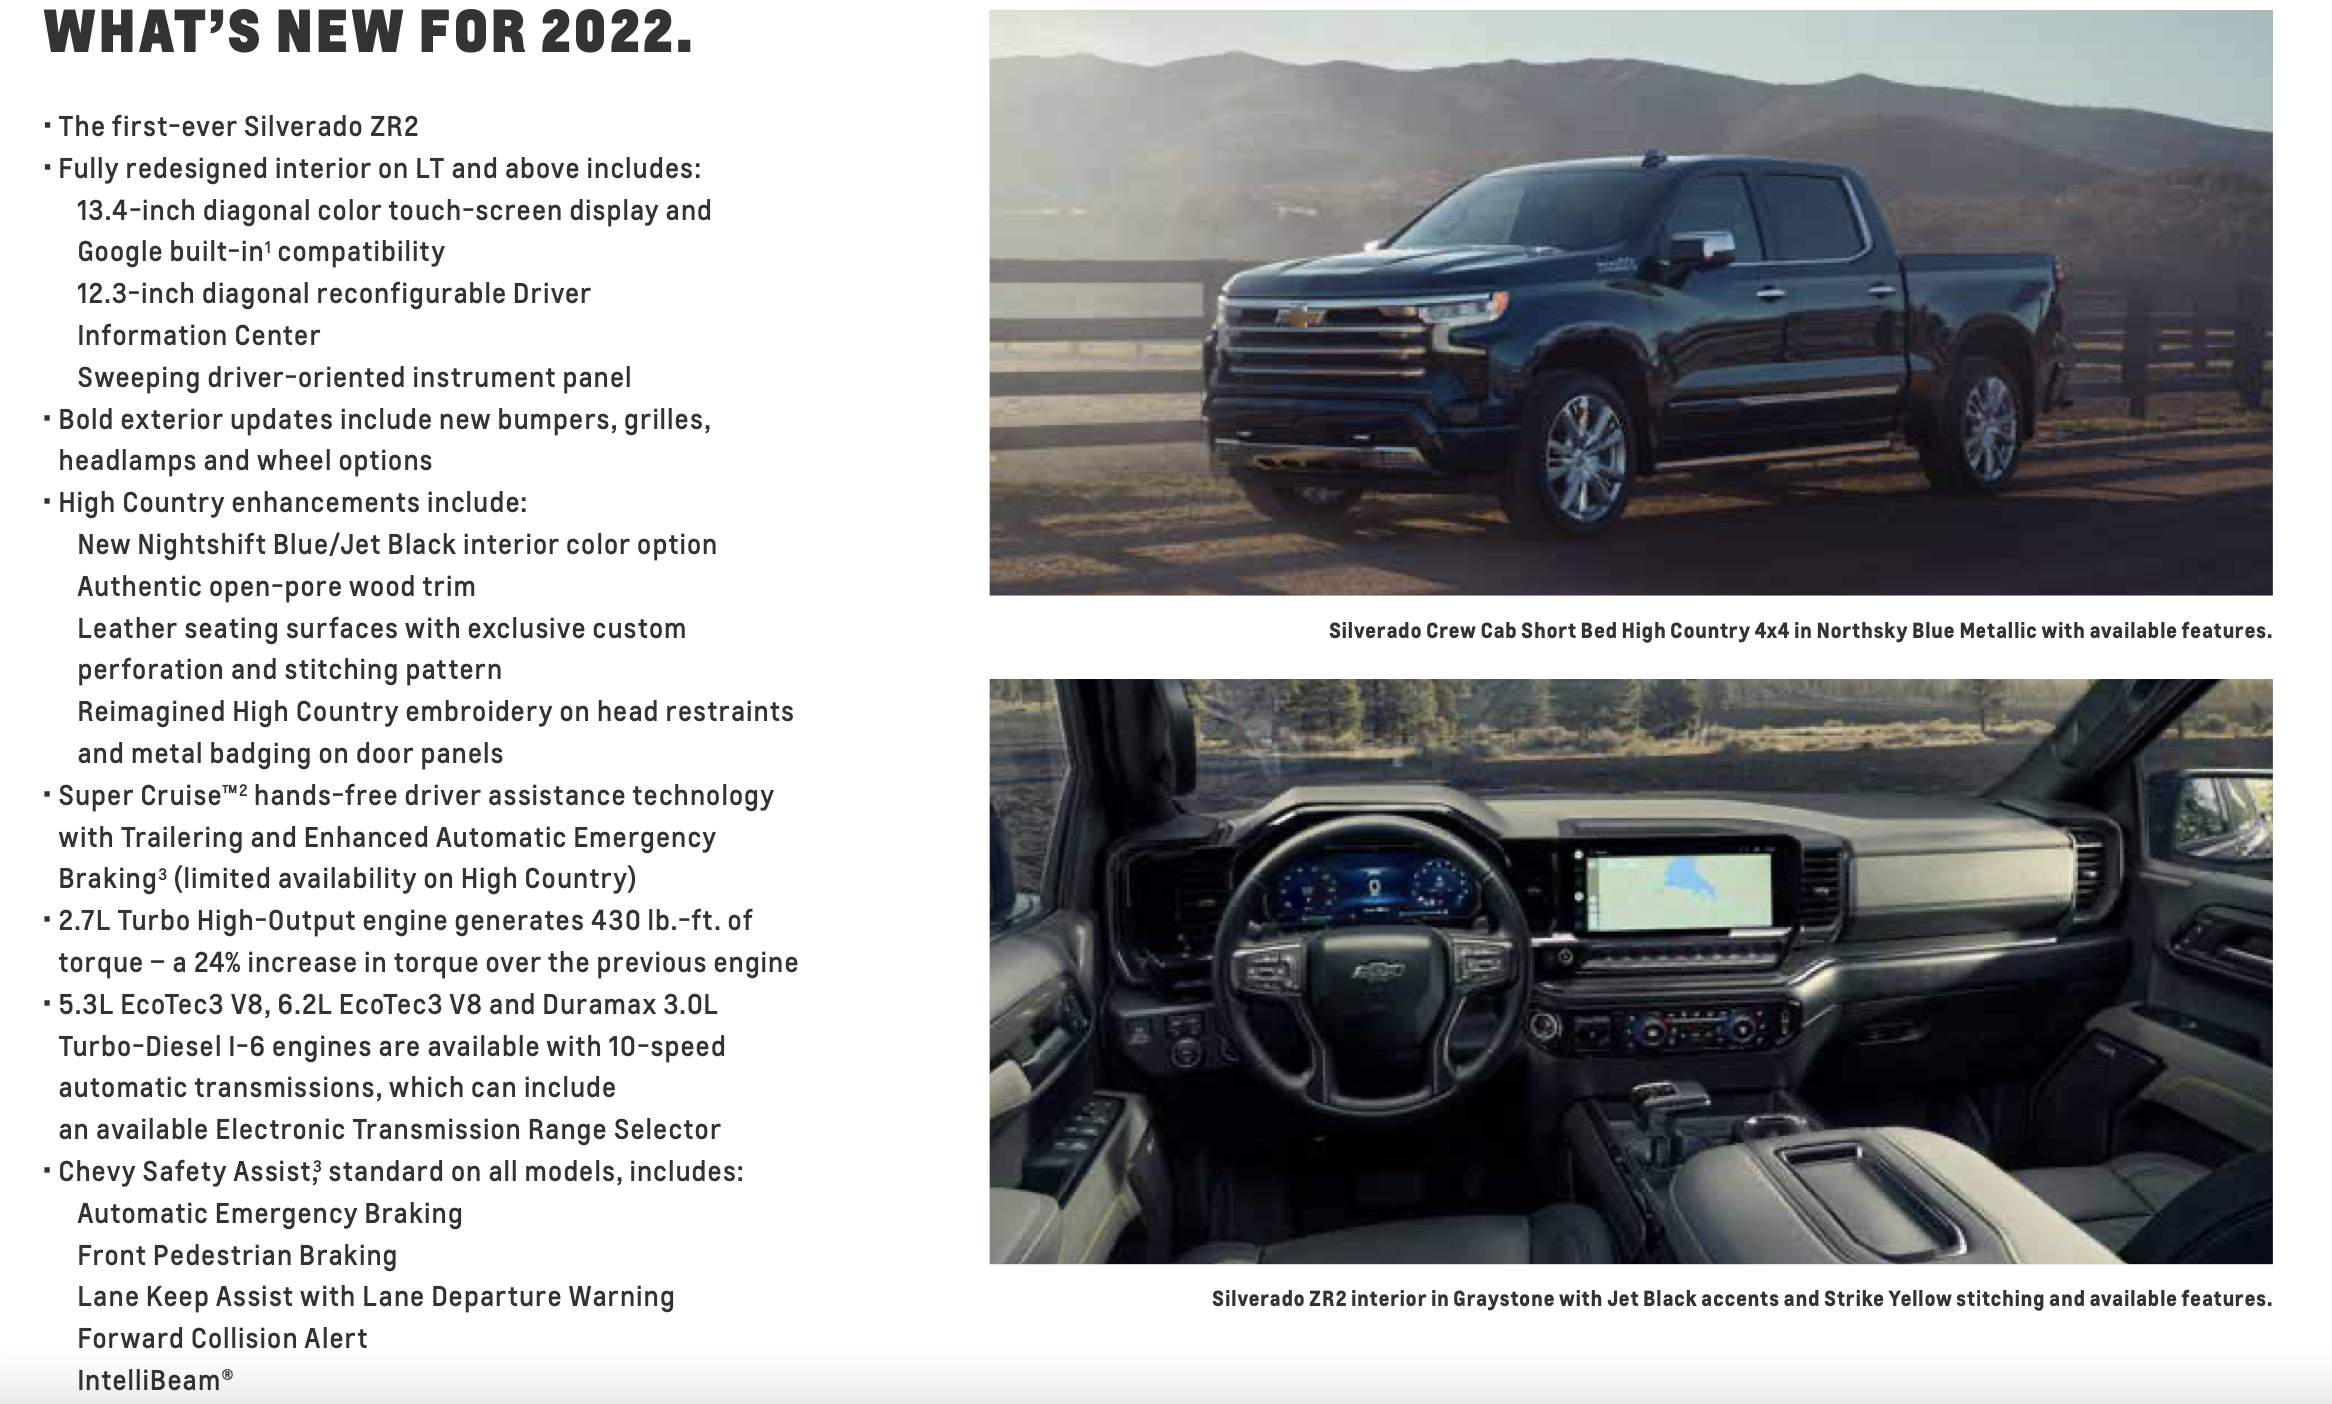 WHAT'S NEW FOR 2022.
· The first-ever Silverado ZR2
· Fully redesigned interior on LT and above includes:
13.4-inch diagonal color touch-screen display and
Google built-in¹ compatibility
12.3-inch diagonal reconfigurable Driver
Information Center
Sweeping driver-oriented instrument panel
· Bold exterior updates include new bumpers, grilles,
headlamps and wheel options
· High Country enhancements include:
New Nightshift Blue/Jet Black interior color option
Authentic open-pore wood trim
Leather seating surfaces with exclusive custom
perforation and stitching pattern
Reimagined High Country embroidery on head restraints
and metal badging on door panels
· Super Cruise™² hands-free driver assistance technology
with Trailering and Enhanced Automatic Emergency
Braking³ (limited availability on High Country)
· 2.7L Turbo High-Output engine generates 430 lb.-ft. of
torque – a 24% increase in torque over the previous engine
· 5.3L EcoTec3 V8, 6.2L EcoTec3 V8 and Duramax 3.0L
Turbo-Diesel I-6 engines are available with 10-speed
automatic transmissions, which can include
an available Electronic Transmission Range Selector
· Chevy Safety Assist,³ standard on all models, includes:
Automatic Emergency Braking
Front Pedestrian Braking
Lane Keep Assist with Lane Departure Warning
Forward Collision Alert
IntelliBeam®
Silverado Crew Cab Short Bed High Country 4x4 in Northsky Blue Metallic with available features.
0
Silverado ZR2 interior in Graystone with Jet Black accents and Strike Yellow stitching and available features.